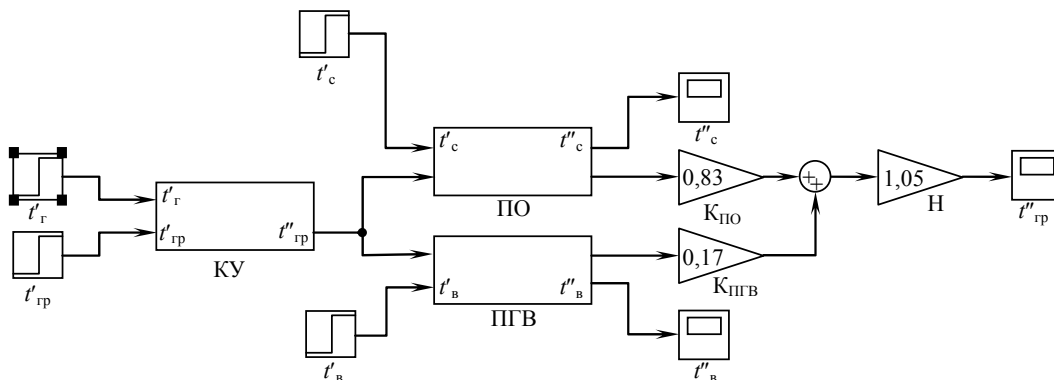 t′с
t′с
t″с
t″с
t′г
t′г
0,83
+
+
1,05
ПО
КПО
Н
t″гр
t′гр
t″гр
КУ
0,17
t′гр
t′в
t″в
КПГВ
ПГВ
t′в
t″в